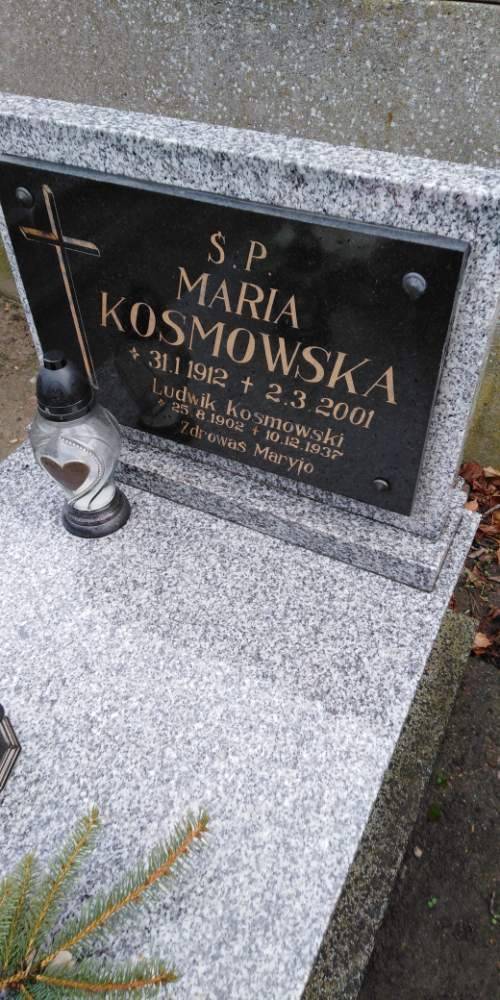 Ś.P.
MARIA
KOSMOWSKA
* 31.1 1912 + 2.3.2001
Ludwik Kosmowski
* 25.8 1902 + 10.12.1937
Zdrowaś Maryjo